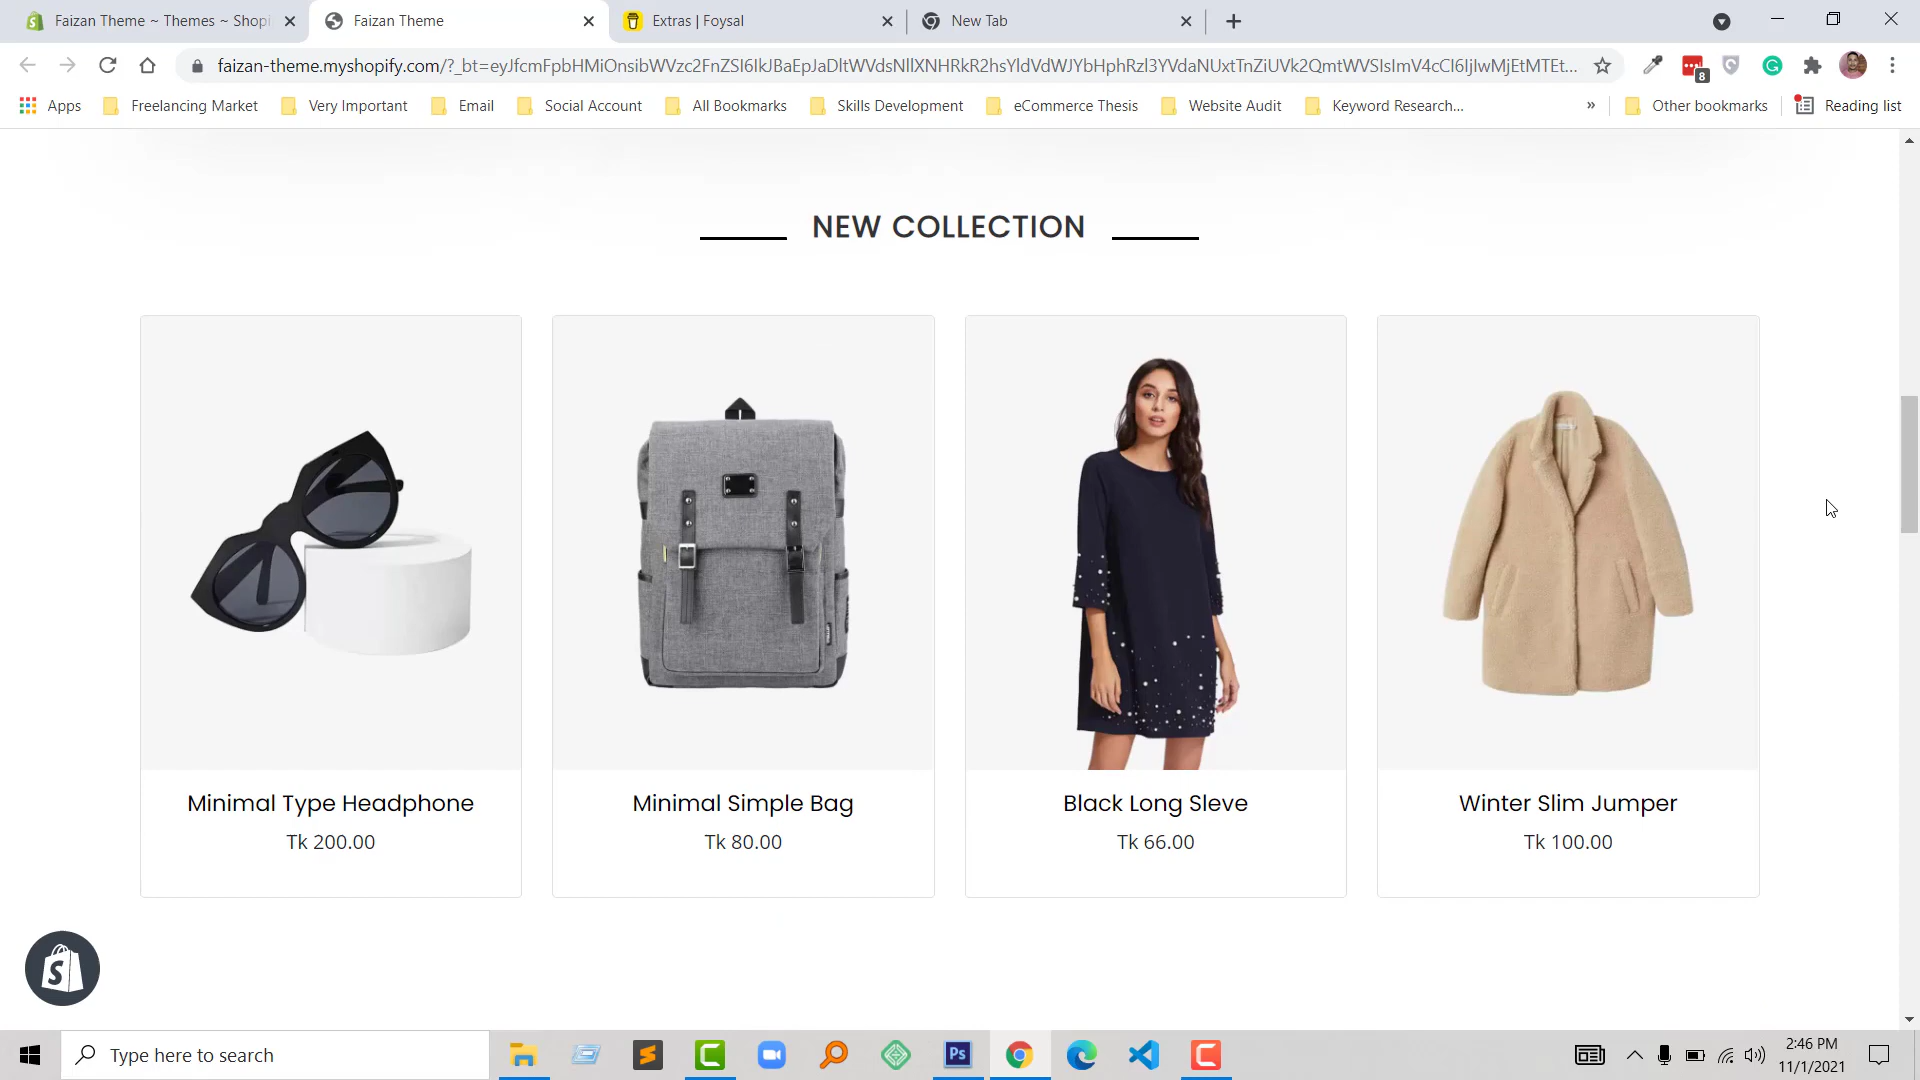 Faizan Theme ~ Themes ~ Shopi
Faizan Theme
Extras | Foysal
New Tab
faizan-theme.myshopify.com/?_bt=eyJfcmFpbHMiOnsibWVzc2FnZSI6IkJBaEpJaDltWVdsNllXNHRkR2hsYldVdWJYbHphRzl3YVdaNUxtTnZiUVk2QmtWVSIsImV4cCI6IjIwMjEtMTEt...
8
Apps
Freelancing Market
Very Important
Email
Social Account
All Bookmarks
Skills Development
eCommerce Thesis
Website Audit
Keyword Research...
»
Other bookmarks
Reading list
NEW COLLECTION
Minimal Type Headphone
Tk 200.00
Minimal Simple Bag
Tk 80.00
Black Long Sleve
Tk 66.00
Winter Slim Jumper
Tk 100.00
Type here to search
Ps
2:46 PM
11/1/2021